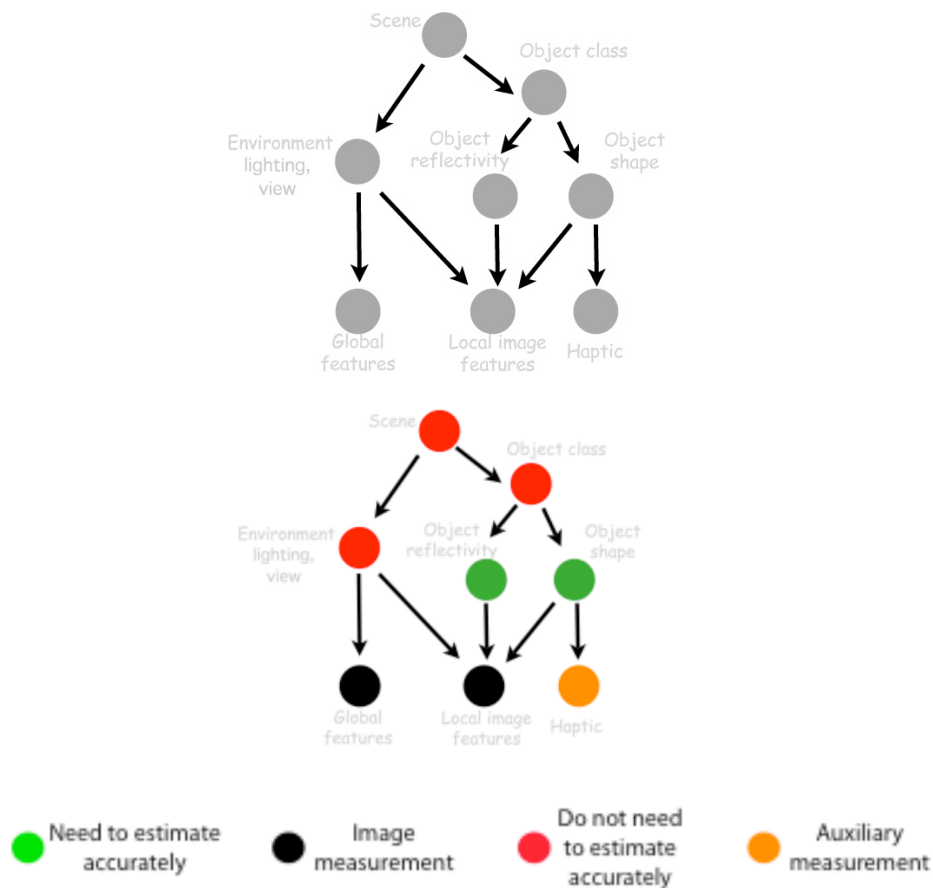 Scene
Object class
Environment
lighting,
view
Object
reflectivity
Object
shape
Global
features
Local image
features
Haptic
Scene
Object class
Environment
lighting,
view
Object
reflectivity
Object
shape
Global
features
Local image
features
Haptic
Need to estimate
accurately
Image
measurement
Do not need
to estimate
accurately
Auxiliary
measurement